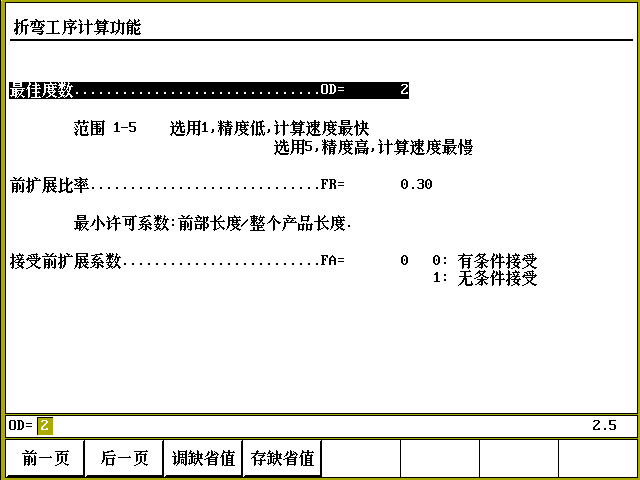 折弯工序计算功能
最佳度数...............................OD= 2
范围 1-5 选用1,精度低,计算速度最快
选用5,精度高,计算速度最慢
前扩展比率.............................FR= 0.30
最小许可系数:前部长度/整个产品长度.
接受前扩展系数.........................FA= 0 0: 有条件接受
1: 无条件接受
OD= 2 2.5
前一页 后一页 调缺省值 存缺省值